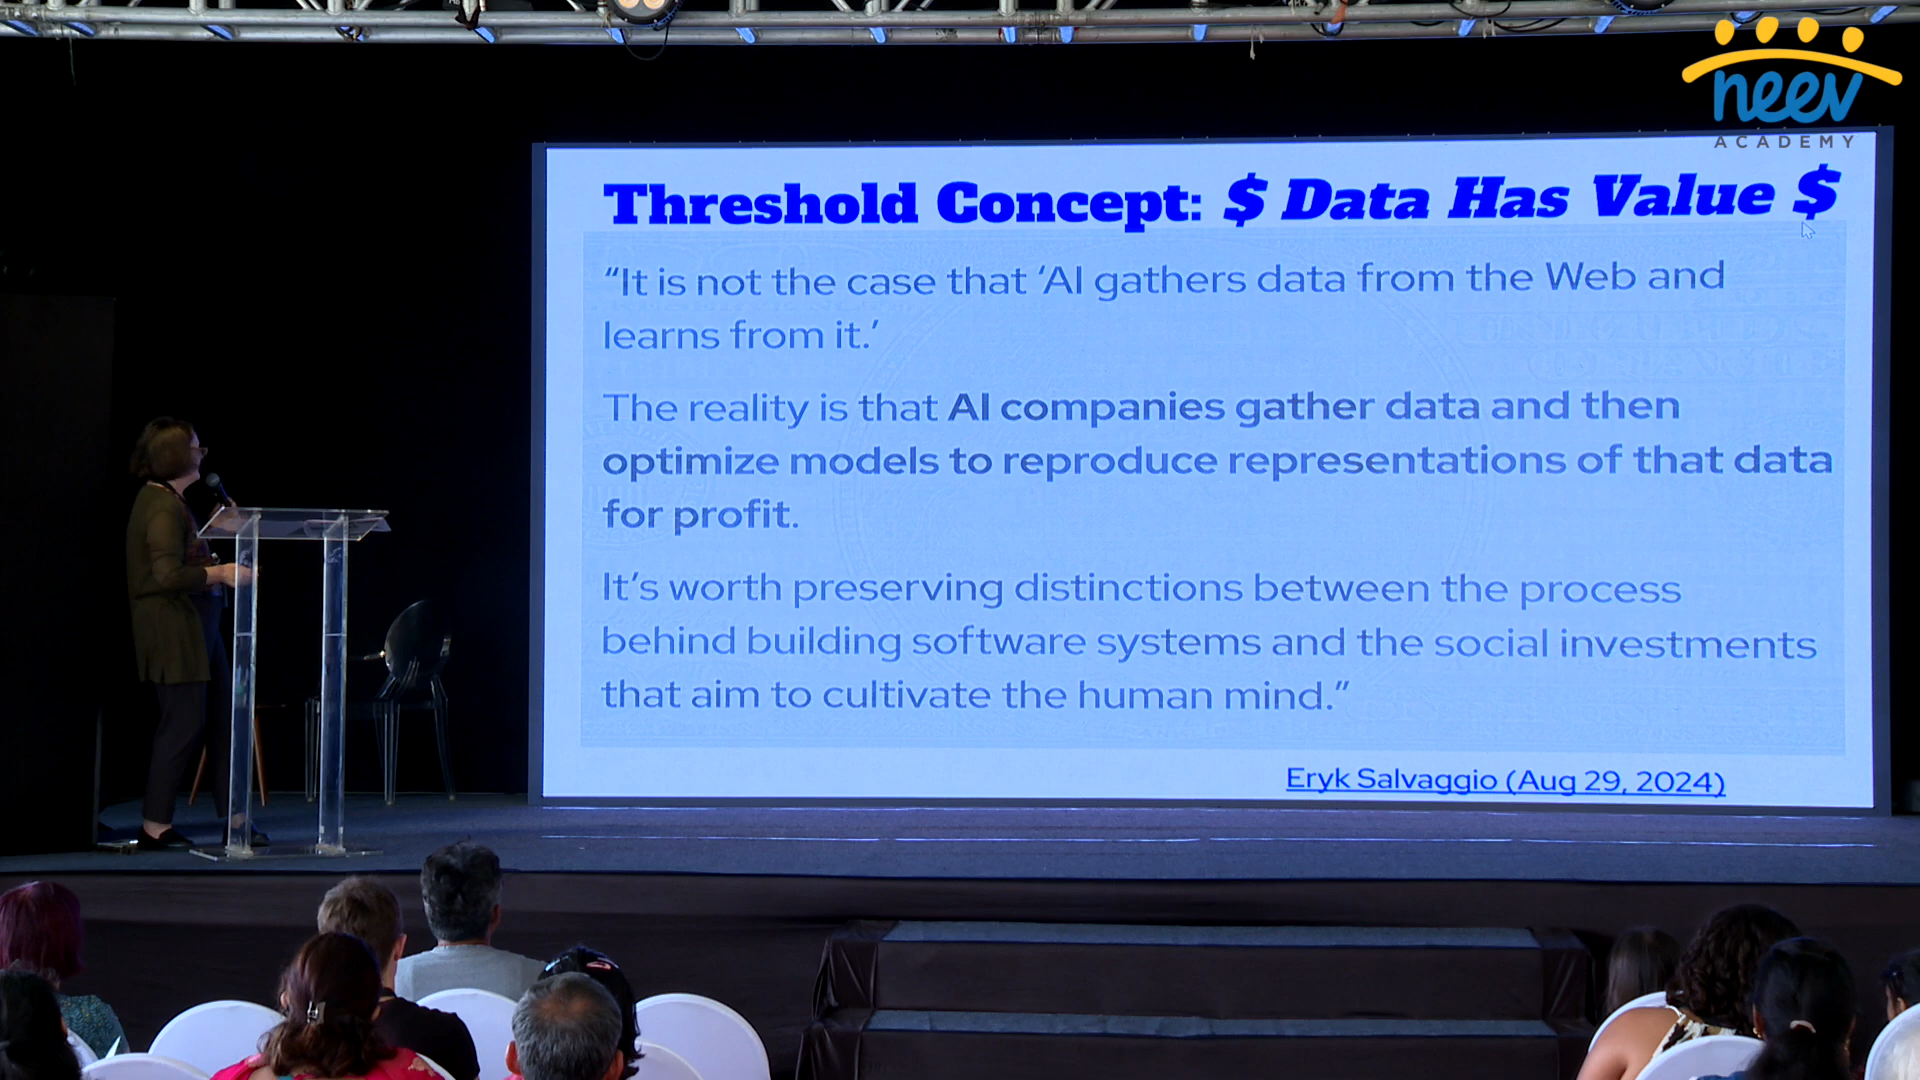 neev
ACADEMY
Threshold Concept: $ Data Has Value $
“It is not the case that ‘AI gathers data from the Web and
learns from it.’
The reality is that AI companies gather data and then
optimize models to reproduce representations of that data
for profit.
It’s worth preserving distinctions between the process
behind building software systems and the social investments
that aim to cultivate the human mind.”
Eryk Salvaggio (Aug 29, 2024)